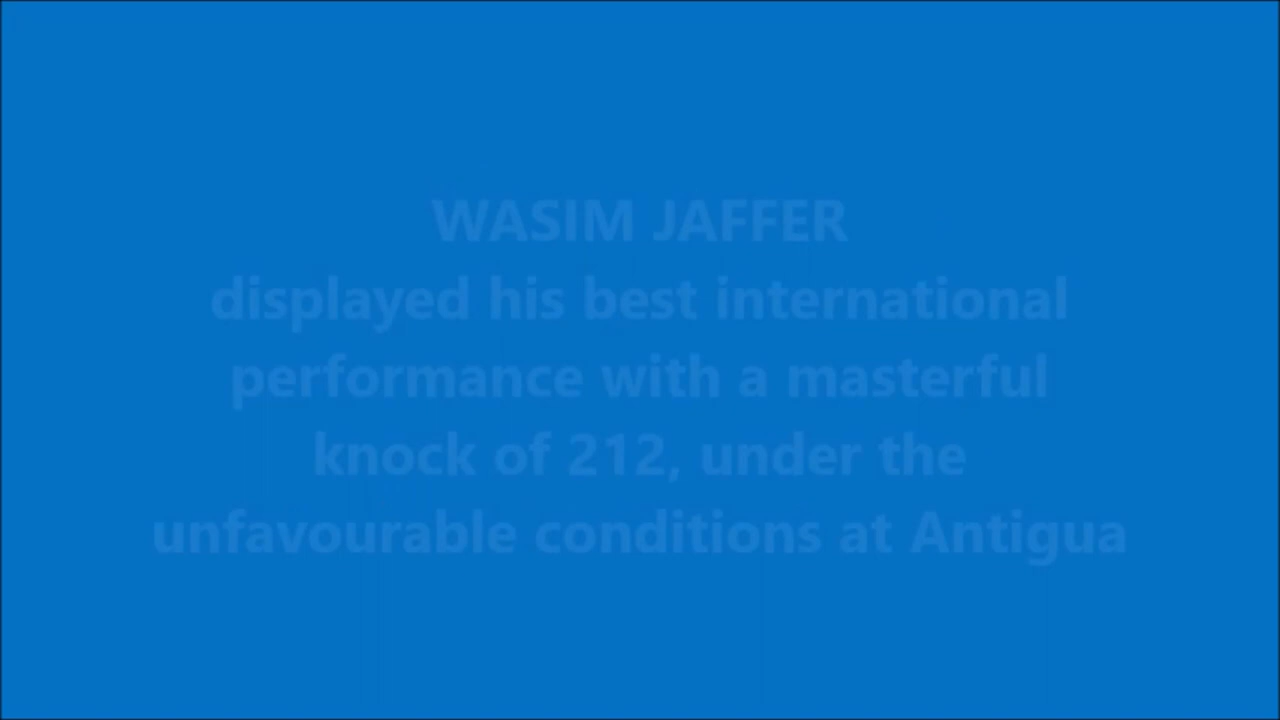 WASIM JAFFER
displayed his best international
performance with a masterful
knock of 212, under the
unfavourable conditions at Antigua